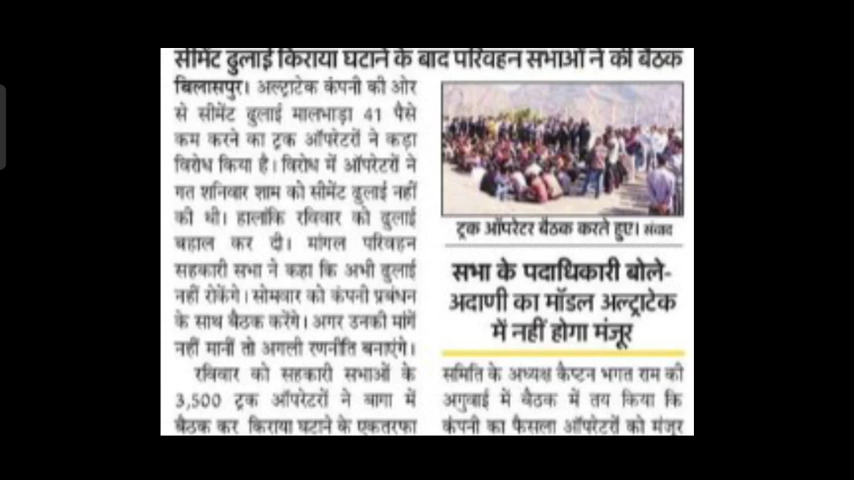 सीमेंट ढुलाई किराया घटाने के बाद परिवहन सभाओं ने की बैठक
बिलासपुर। अल्ट्राटेक कंपनी की ओर
से सीमेंट ढुलाई मालभाड़ा 41 पैसे
कम करने का ट्रक ऑपरेटरों ने कड़ा
विरोध किया है। विरोध में ऑपरेटरों ने
गत शनिवार शाम को सीमेंट ढुलाई नहीं
की थी। हालांकि रविवार को ढुलाई
बहाल कर दी। मांगल परिवहन
सहकारी सभा ने कहा कि अभी ढुलाई
नहीं रोकेंगे। सोमवार को कंपनी प्रबंधन
के साथ बैठक करेंगे। अगर उनकी मांगें
नहीं मानीं तो अगली रणनीति बनाएंगे।
रविवार को सहकारी सभाओं के
3,500 ट्रक ऑपरेटरों ने बागा में
बैठक कर किराया घटाने के एकतरफा
ट्रक ऑपरेटर बैठक करते हुए। संवाद
सभा के पदाधिकारी बोले-
अदाणी का मॉडल अल्ट्राटेक
में नहीं होगा मंजूर
समिति के अध्यक्ष कैप्टन भगत राम की
अगुवाई में बैठक में तय किया कि
कंपनी का फैसला ऑपरेटरों को मंजूर